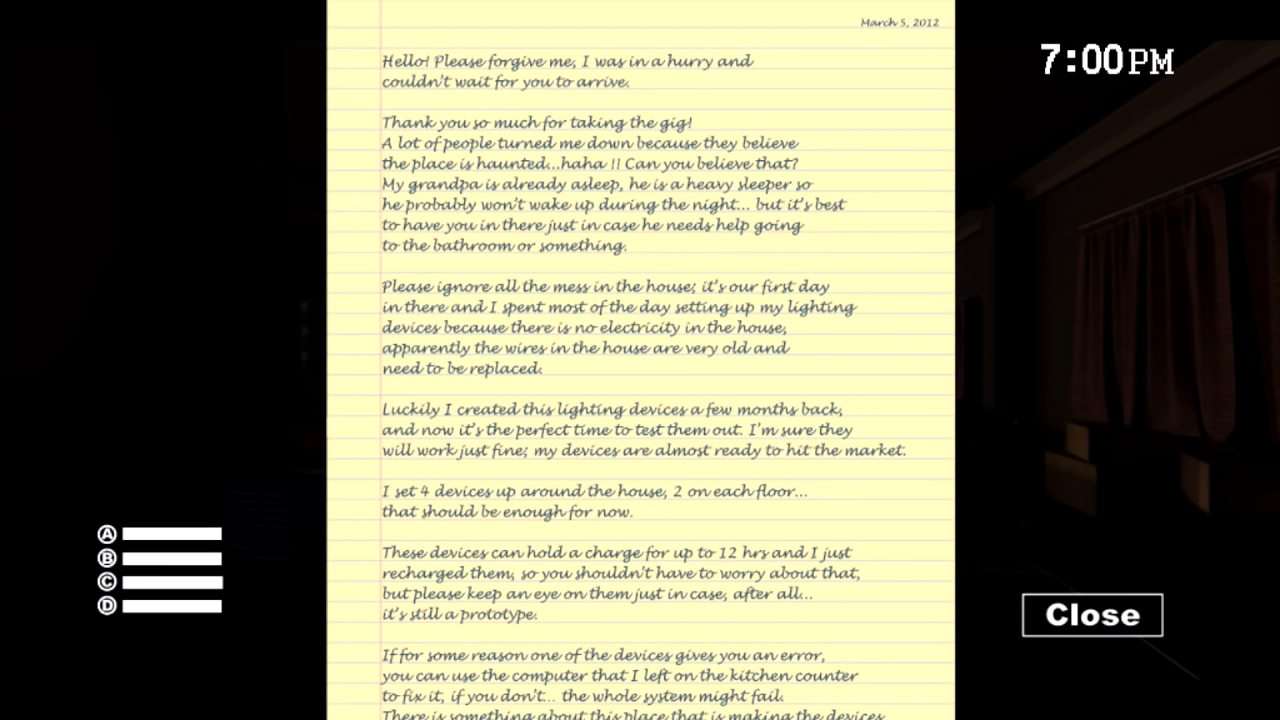 March 5, 2012
7:00 PM
Hello! Please forgive me, I was in a hurry and
couldn't wait for you to arrive.
Thank you so much for taking the gig!
A lot of people turned me down because they believe
the place is haunted...haha !! Can you believe that?
My grandpa is already asleep, he is a heavy sleeper so
he probably won't wake up during the night... but it's best
to have you in there just in case he needs help going
to the bathroom or something.
Please ignore all the mess in the house; it's our first day
in there and I spent most of the day setting up my lighting
devices because there is no electricity in the house,
apparently the wires in the house are very old and
need to be replaced.
Luckily I created this lighting devices a few months back,
and now it's the perfect time to test them out. I'm sure they
will work just fine; my devices are almost ready to hit the market.
I set 4 devices up around the house, 2 on each floor...
that should be enough for now.
These devices can hold a charge for up to 12 hrs and I just
recharged them, so you shouldn't have to worry about that,
but please keep an eye on them just in case, after all...
it's still a prototype.
If for some reason one of the devices gives you an error,
you can use the computer that I left on the kitchen counter
to fix it, if you don't... the whole system might fail.
There is something about this place that is making the devices
A
B
C
D
Close